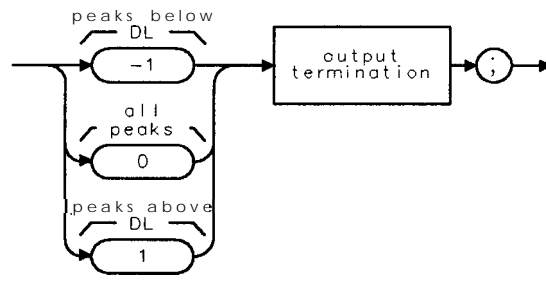 peaks below
DL
-1
output
termination
;
all
peaks
0
peaks above
DL
1